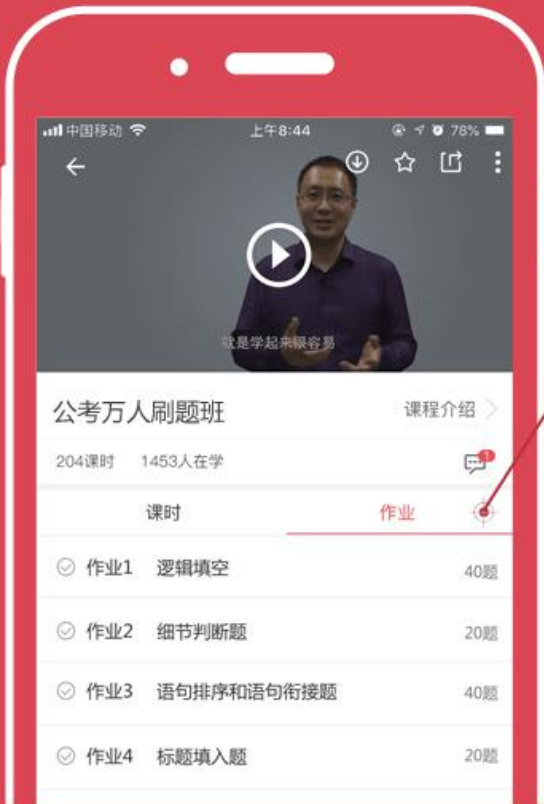 中国移动 上午8:44 78%
就是学起来很容易
公考万人刷题班 课程介绍
204课时 1453人在学 1
课时 作业
作业1 逻辑填空 40题
作业2 细节判断题 20题
作业3 语句排序和语句衔接题 40题
作业4 标题填入题 20题